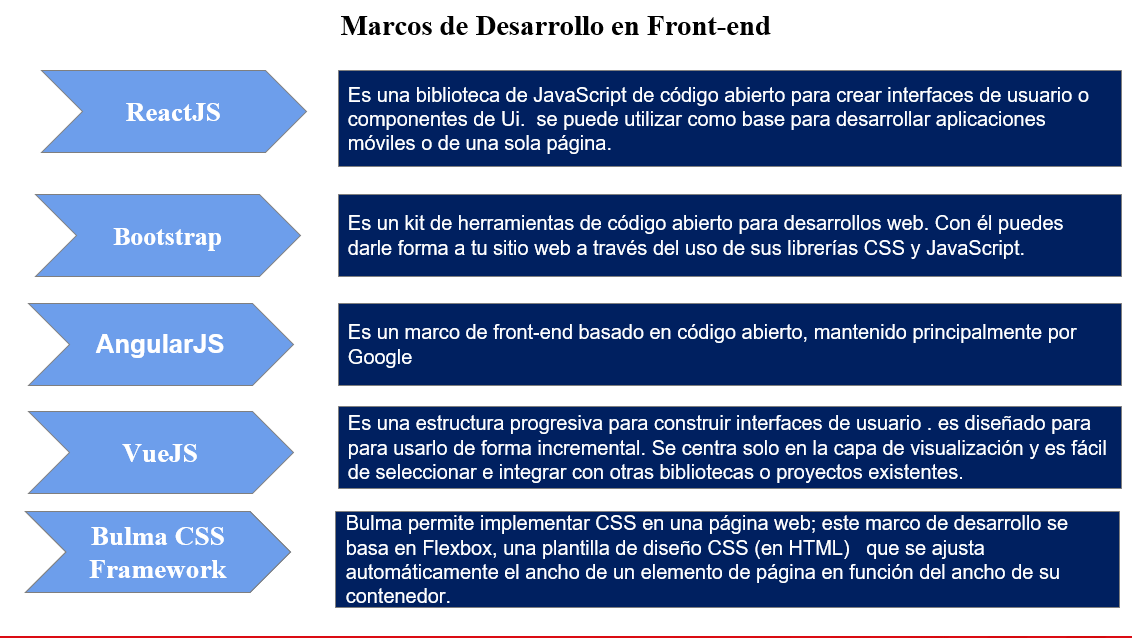 Marcos de Desarrollo en Front-end
ReactJS
Es una biblioteca de JavaScript de código abierto para crear interfaces de usuario o
componentes de Ui.  se puede utilizar como base para desarrollar aplicaciones
móviles o de una sola página.
Bootstrap
Es un kit de herramientas de código abierto para desarrollos web. Con él puedes
darle forma a tu sitio web a través del uso de sus librerías CSS y JavaScript.
AngularJS
Es un marco de front-end basado en código abierto, mantenido principalmente por
Google
VueJS
Es una estructura progresiva para construir interfaces de usuario . es diseñado para
para usarlo de forma incremental. Se centra solo en la capa de visualización y es fácil
de seleccionar e integrar con otras bibliotecas o proyectos existentes.
Bulma CSS
Framework
Bulma permite implementar CSS en una página web; este marco de desarrollo se
basa en Flexbox, una plantilla de diseño CSS (en HTML)   que se ajusta
automáticamente el ancho de un elemento de página en función del ancho de su
contenedor.